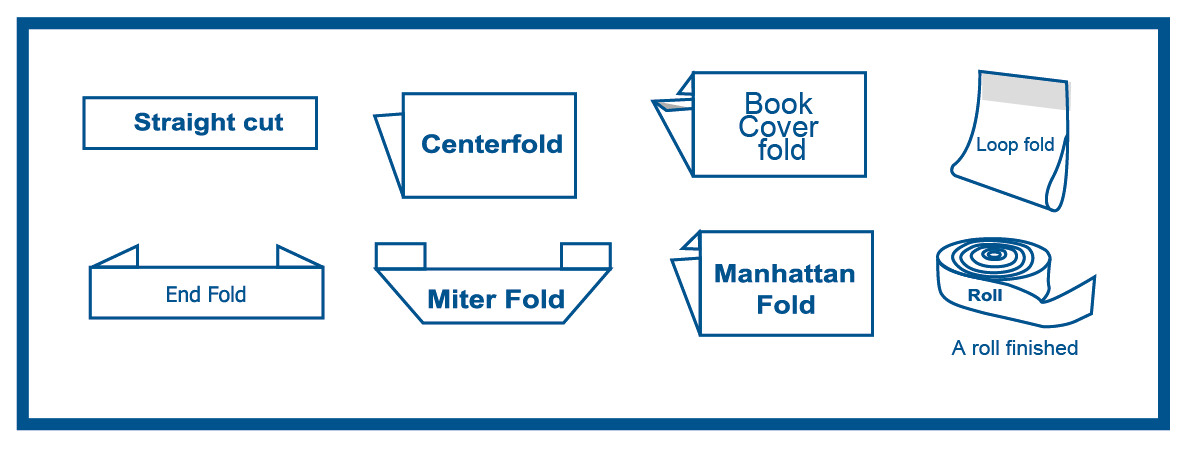 Straight cut
Centerfold
Book
Cover
fold
Loop fold
End Fold
Miter Fold
Manhattan
Fold
Roll
A roll finished